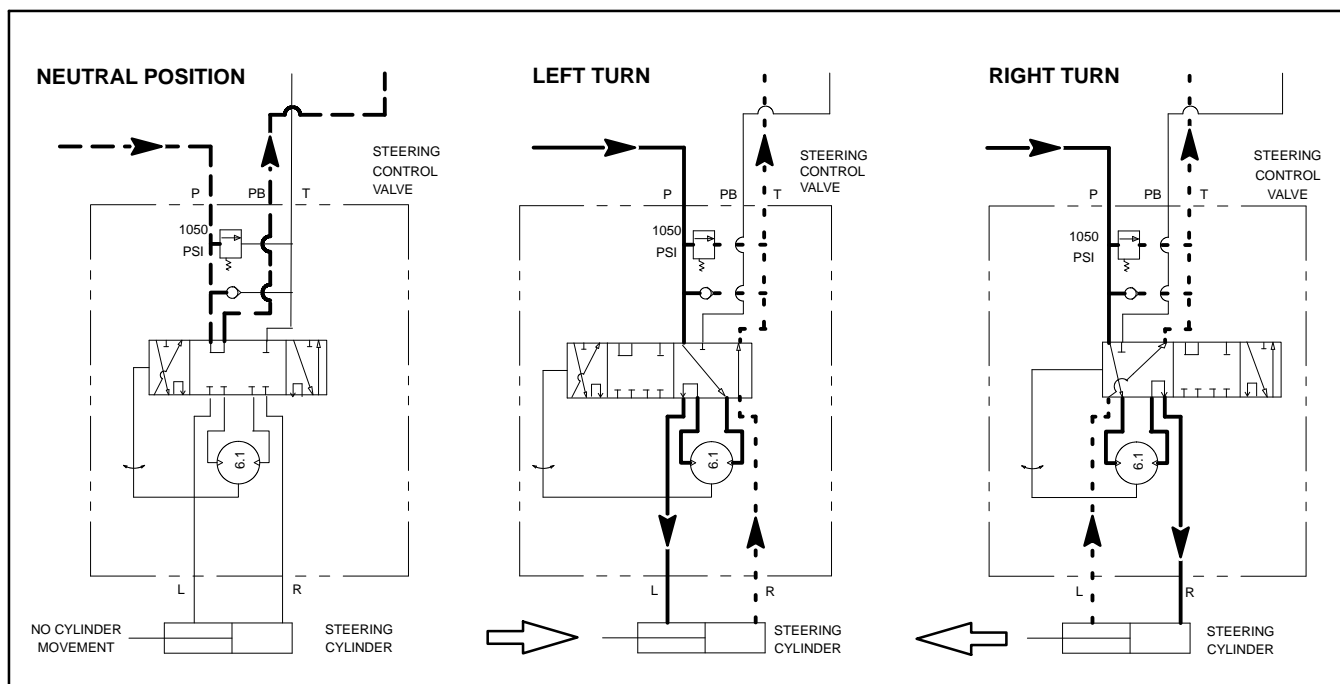 NEUTRAL POSITION
STEERING
CONTROL
VALVE
P
PB
T
1050
PSI
6.1
L
R
NO CYLINDER
MOVEMENT
STEERING
CYLINDER
LEFT TURN
STEERING
CONTROL
VALVE
P
PB
T
1050
PSI
6.1
L
R
STEERING
CYLINDER
RIGHT TURN
STEERING
CONTROL
VALVE
P
PB
T
1050
PSI
6.1
L
R
STEERING
CYLINDER